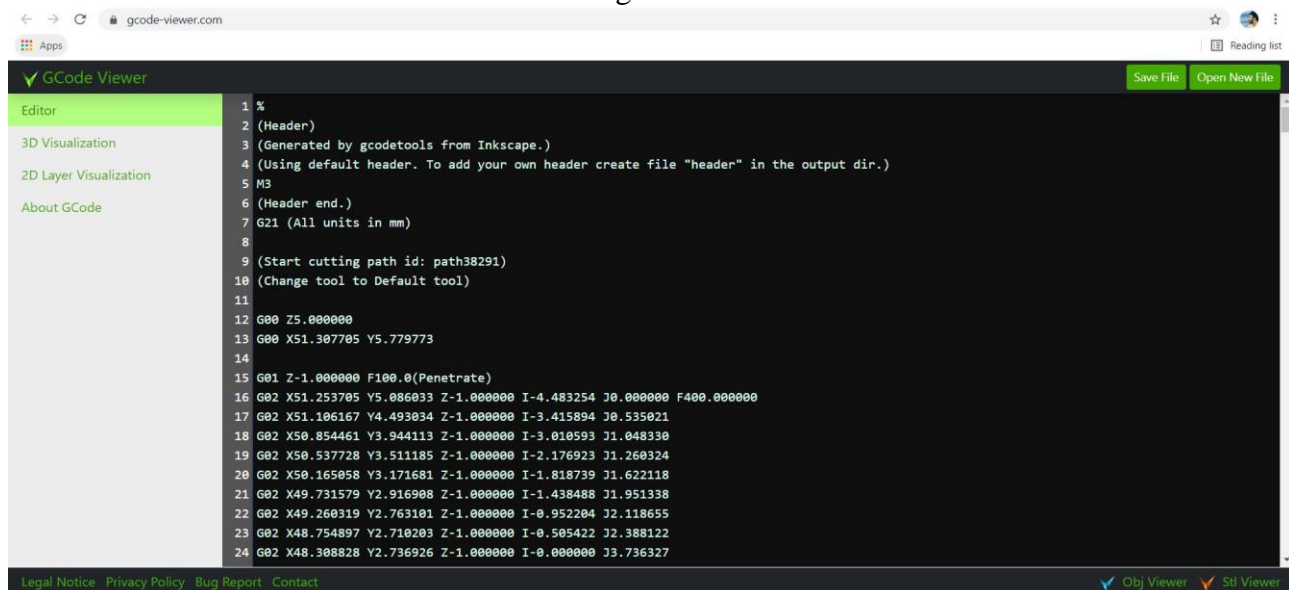 gcode-viewer.com
Apps
Reading list
GCode Viewer
Save File
Open New File
Editor
3D Visualization
2D Layer Visualization
About GCode
1 %
2 (Header)
3 (Generated by gcodetools from Inkscape.)
4 (Using default header. To add your own header create file "header" in the output dir.)
5 M3
6 (Header end.)
7 G21 (All units in mm)
8
9 (Start cutting path id: path38291)
10 (Change tool to Default tool)
11
12 G00 Z5.000000
13 G00 X51.307705 Y5.779773
14
15 G01 Z-1.000000 F100.0(Penetrate)
16 G02 X51.253705 Y5.086033 Z-1.000000 I-4.483254 J0.000000 F400.000000
17 G02 X51.106167 Y4.493034 Z-1.000000 I-3.415894 J0.535021
18 G02 X50.854461 Y3.944113 Z-1.000000 I-3.010593 J1.048330
19 G02 X50.537728 Y3.511185 Z-1.000000 I-2.176923 J1.260324
20 G02 X50.165058 Y3.171681 Z-1.000000 I-1.818739 J1.622118
21 G02 X49.731579 Y2.916908 Z-1.000000 I-1.438488 J1.951338
22 G02 X49.260319 Y2.763101 Z-1.000000 I-0.952204 J2.118655
23 G02 X48.754897 Y2.710203 Z-1.000000 I-0.505422 J2.388122
24 G02 X48.308828 Y2.736926 Z-1.000000 I-0.000000 J3.736327
Legal Notice Privacy Policy Bug Report Contact
Obj Viewer
Stl Viewer